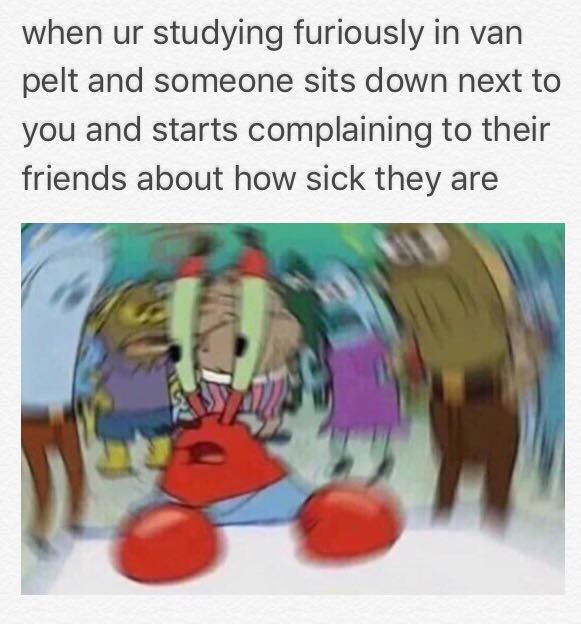 when ur studying furiously in van
pelt and someone sits down next to
you and starts complaining to their
friends about how sick they are